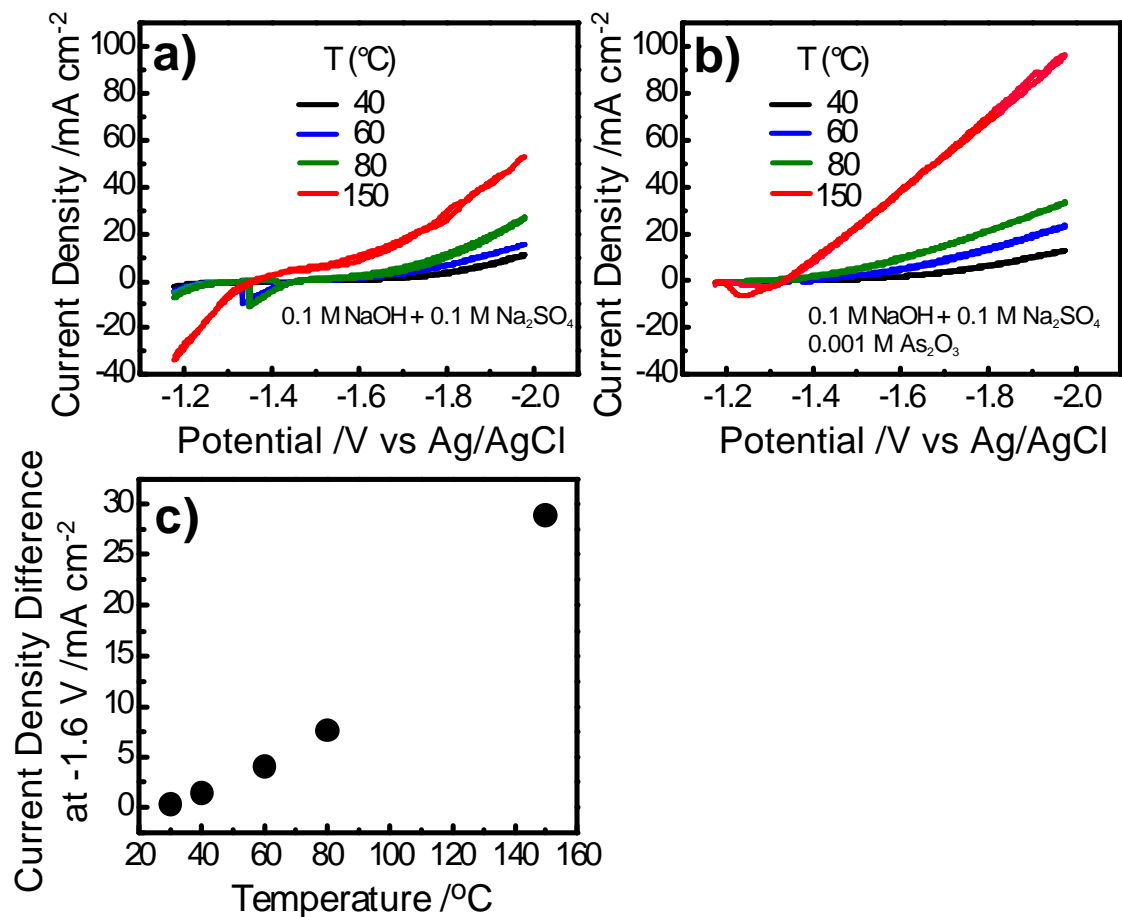 a)
T (°C)
40
60
80
150
100
80
60
40
20
0
-20
-40
0.1 M NaOH + 0.1 M Na₂SO₄
-1.2 -1.4 -1.6 -1.8 -2.0
Potential /V vs Ag/AgCl
Current Density /mA cm⁻²
b)
T (°C)
40
60
80
150
100
80
60
40
20
0
-20
-40
0.1 M NaOH + 0.1 M Na₂SO₄
0.001 M As₂O₃
-1.2 -1.4 -1.6 -1.8 -2.0
Potential /V vs Ag/AgCl
Current Density /mA cm⁻²
c)
30
25
20
15
10
5
0
20 40 60 80 100 120 140 160
Temperature /ºC
Current Density Difference
at -1.6 V /mA cm⁻²